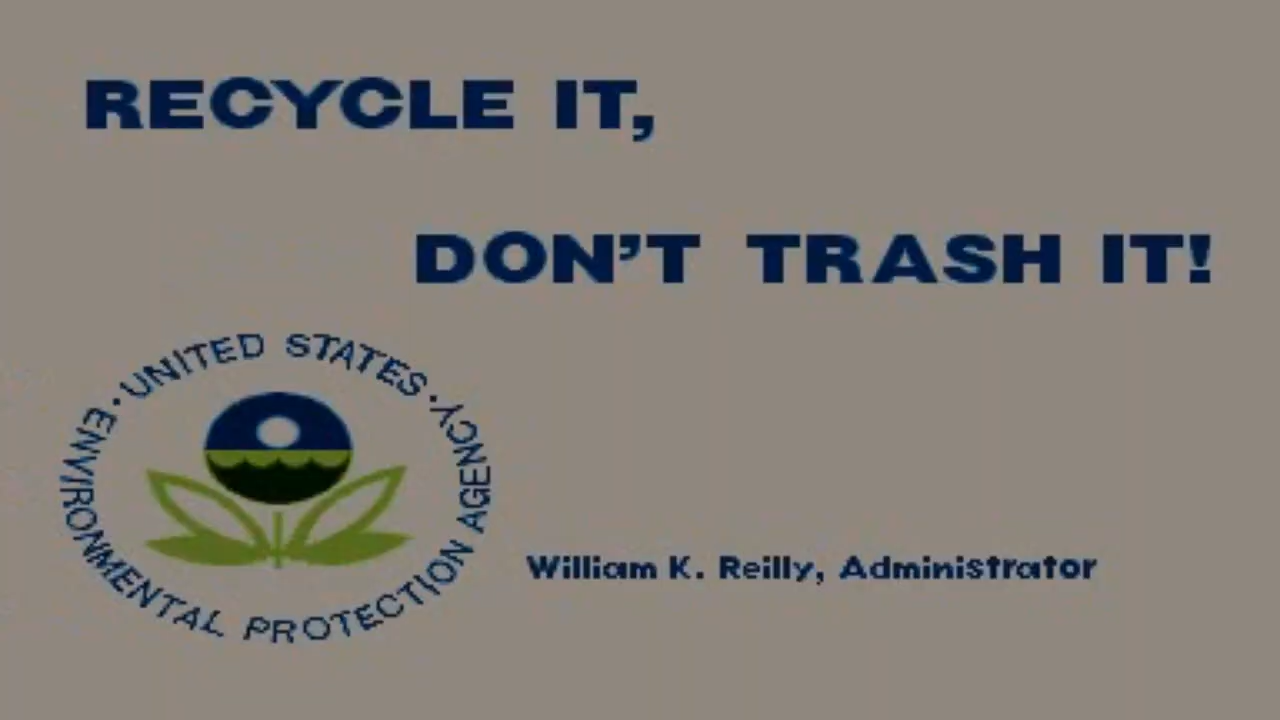 RECYCLE IT,
DON'T TRASH IT!
UNITED STATES
ENVIRONMENTAL PROTECTION AGENCY
William K. Reilly, Administrator